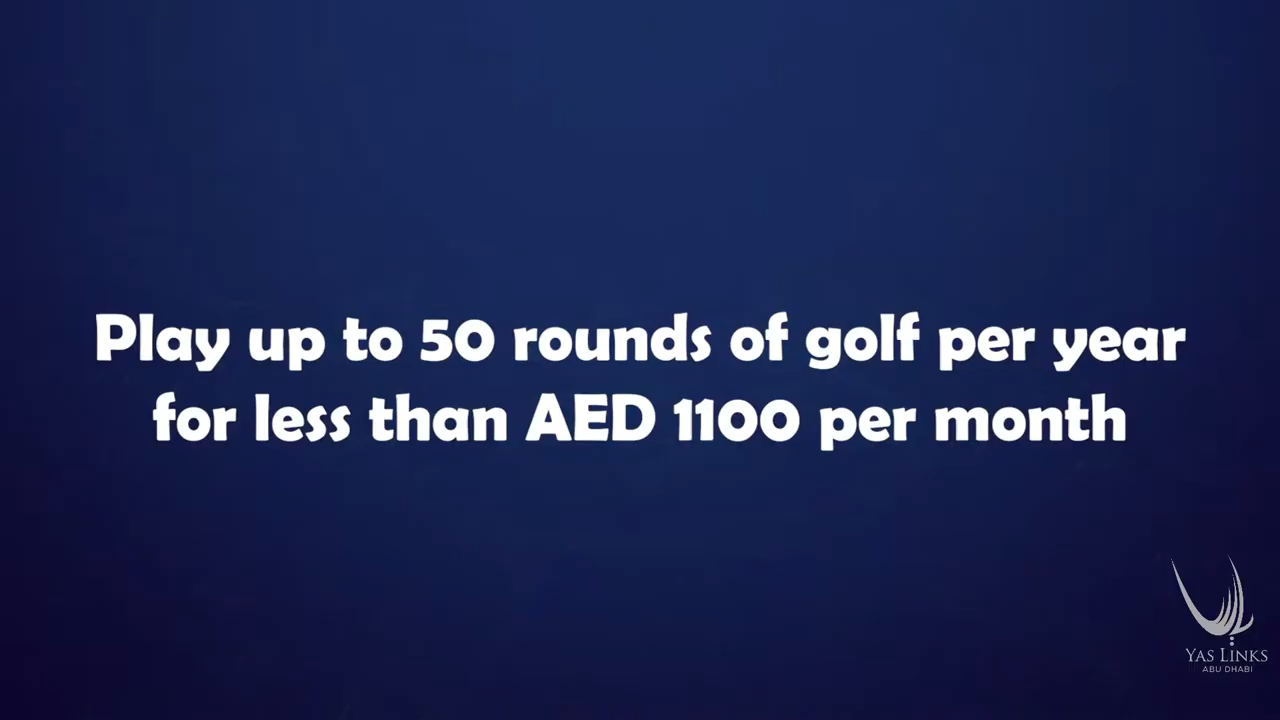 Play up to 50 rounds of golf per year
for less than AED 1100 per month
YAS LINKS
ABU DHABI